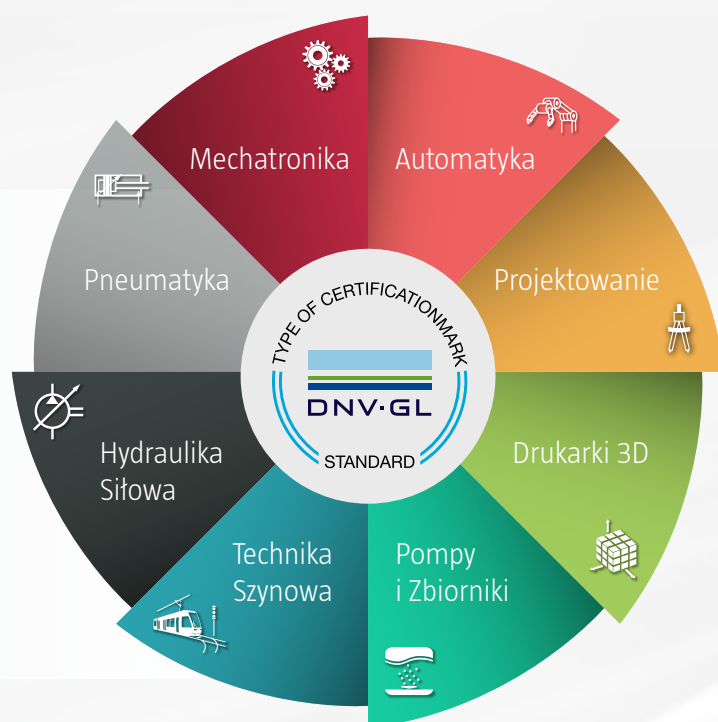 Mechatronika
Automatyka
Pneumatyka
Projektowanie
TYPE OF CERTIFICATIONMARK
DNV·GL
STANDARD
Hydraulika
Siłowa
Drukarki 3D
Technika
Szynowa
Pompy
i Zbiorniki